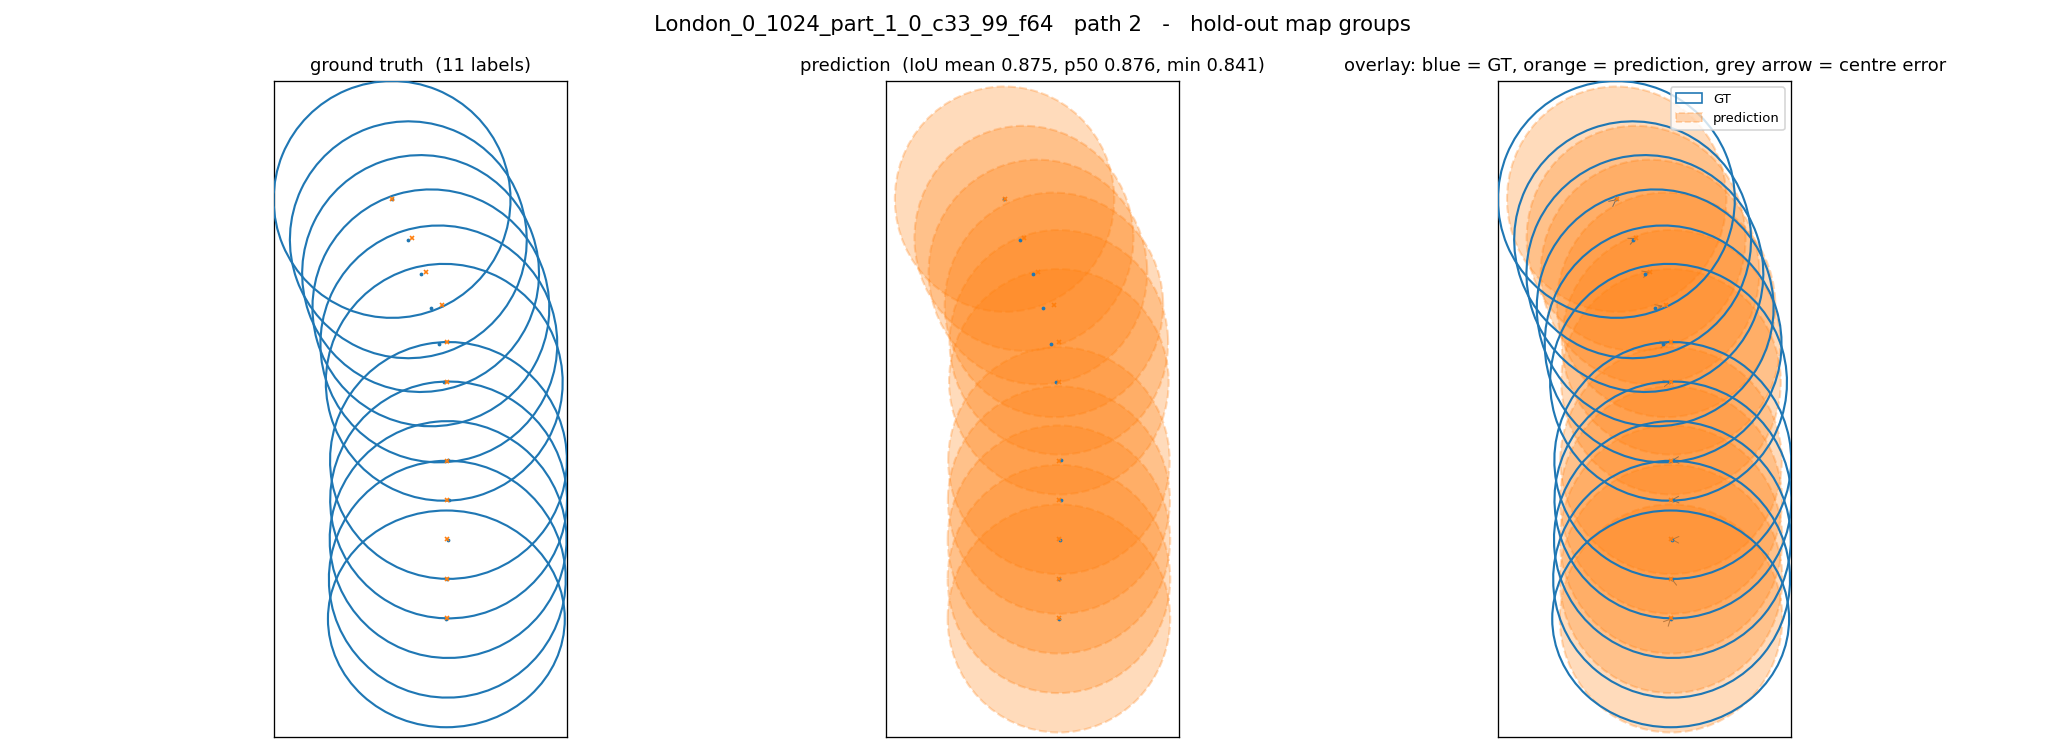 London_0_1024_part_1_0_c33_99_f64 path 2 - hold-out map groups
ground truth (11 labels)
prediction (IoU mean 0.875, p50 0.876, min 0.841)
overlay: blue = GT, orange = prediction, grey arrow = centre error
GT
prediction